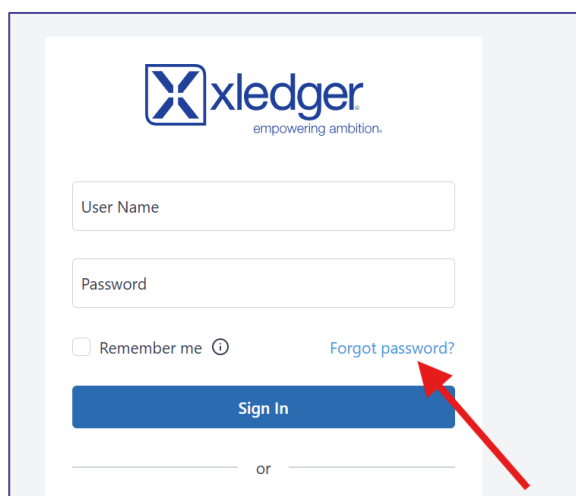 xledger
empowering ambition.
User Name
Password
Remember me
Forgot password?
Sign In
or